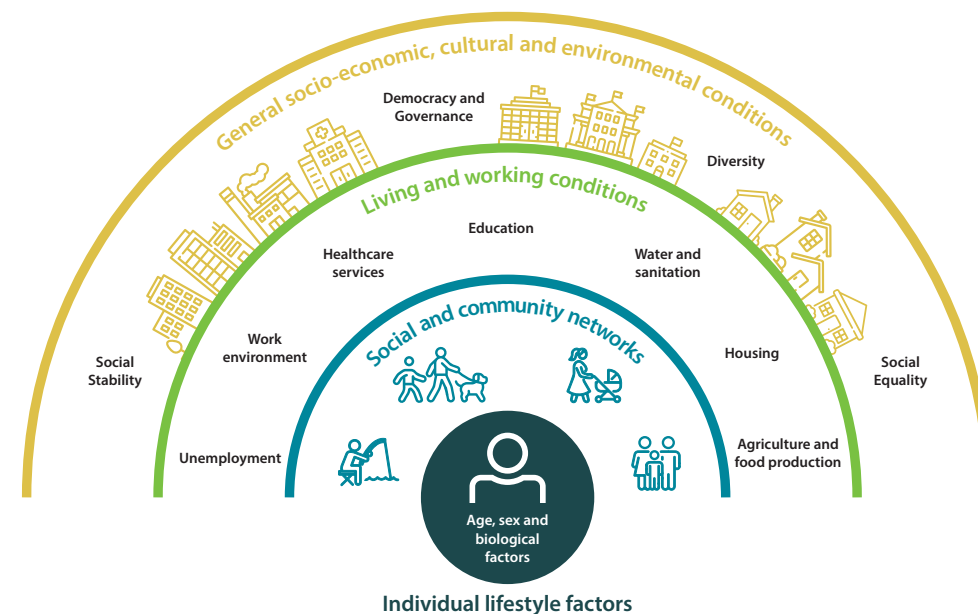 General socio-economic, cultural and environmental conditions
Democracy and
Governance
Diversity
Social
Stability
Social
Equality
Living and working conditions
Education
Healthcare
services
Water and
sanitation
Work
environment
Housing
Unemployment
Agriculture and
food production
Social and community networks
Age, sex and
biological
factors
Individual lifestyle factors